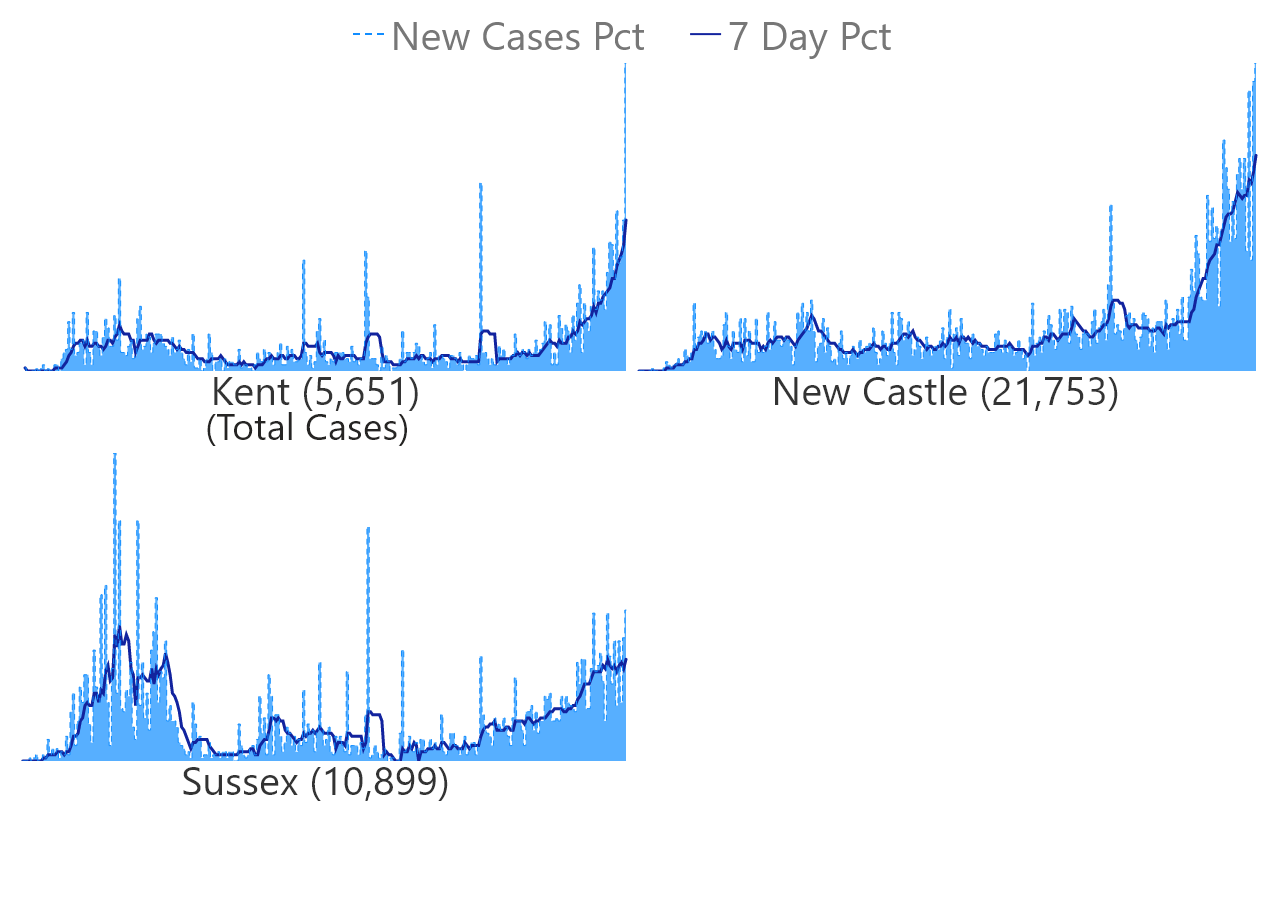 New Cases Pct 7 Day Pct
Kent (5,651)
(Total Cases)
New Castle (21,753)
Sussex (10,899)